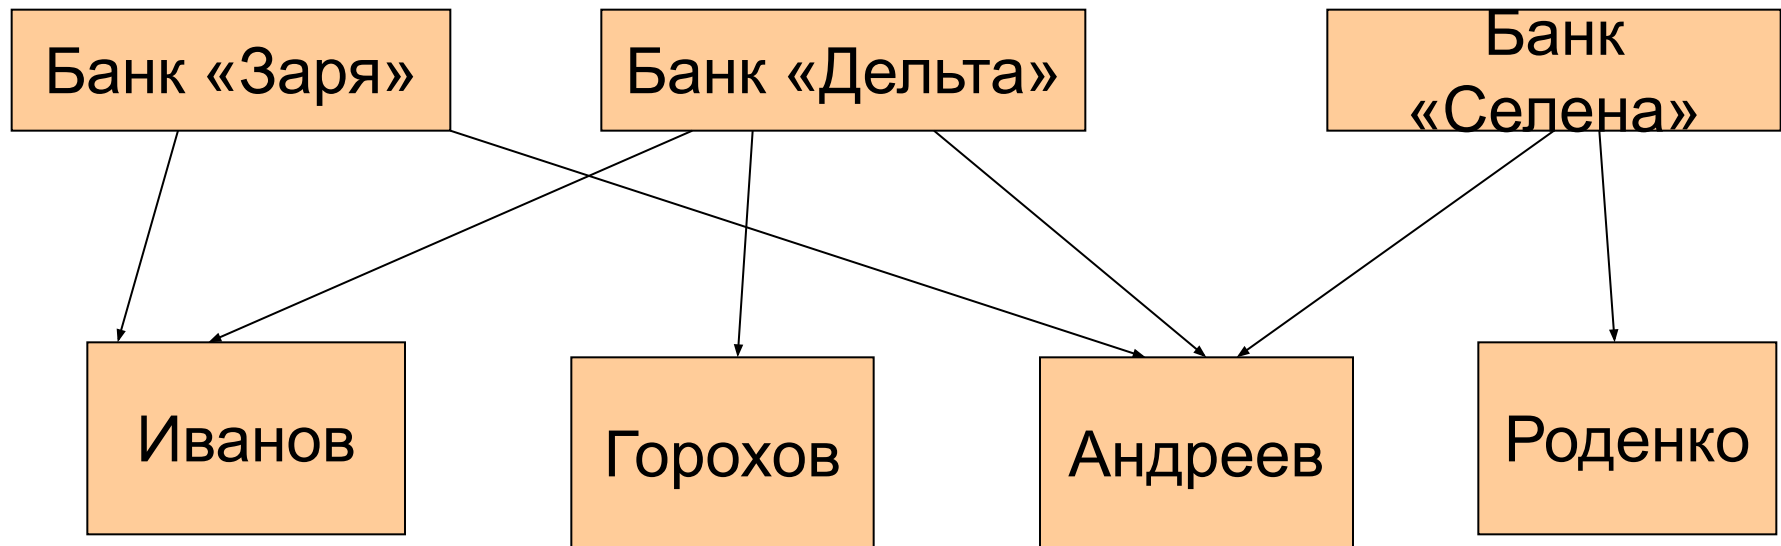 Банк «Заря»
Банк «Дельта»
Банк
«Селена»
Иванов
Горохов
Андреев
Роденко